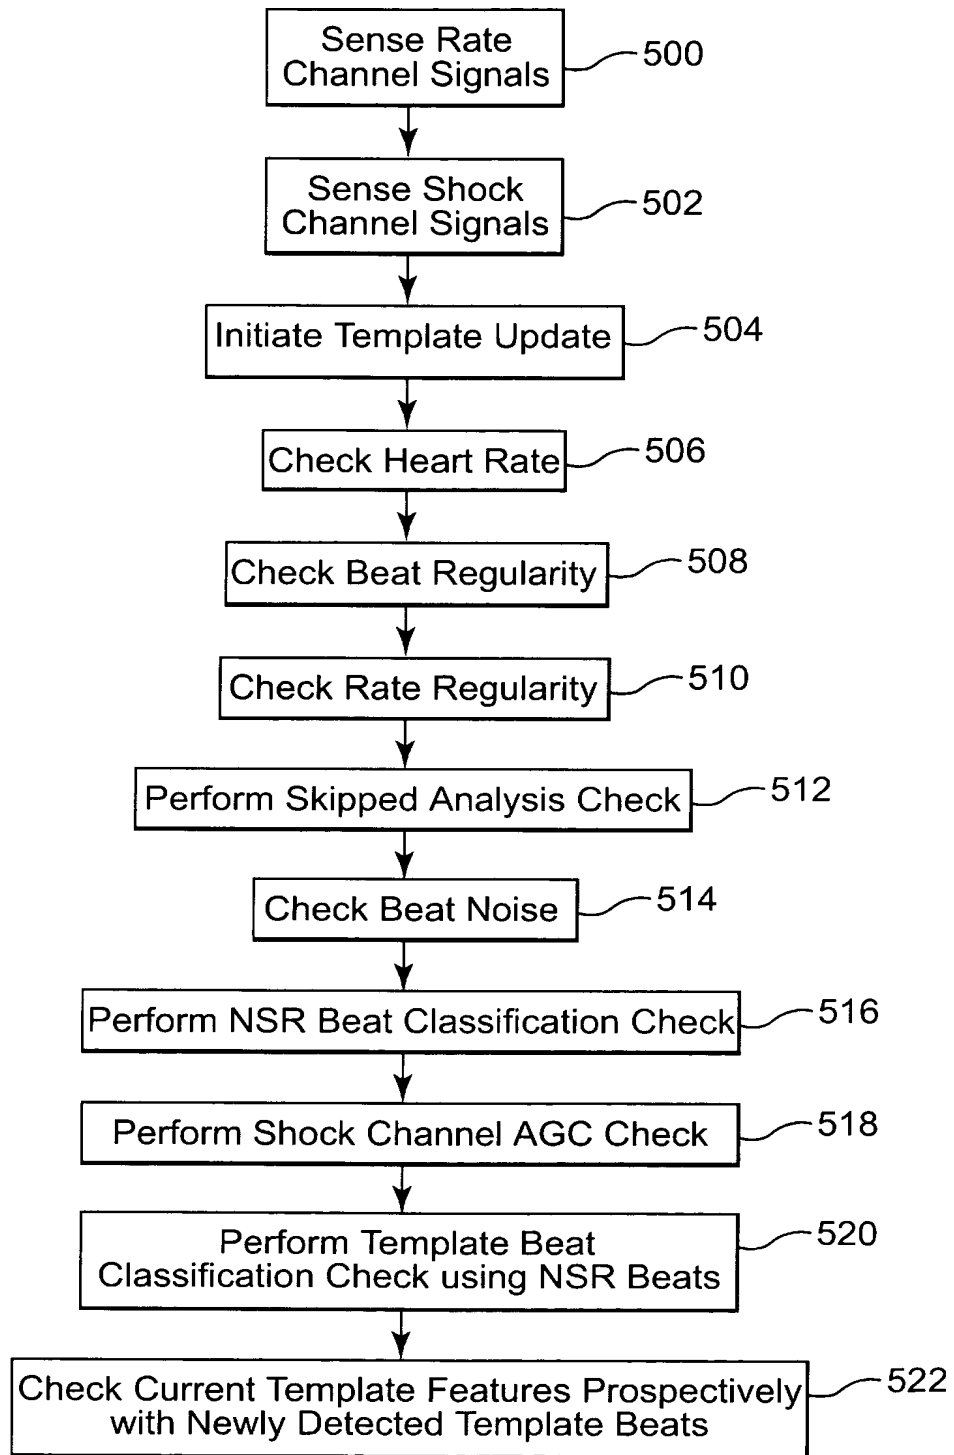 Sense Rate
Channel Signals
500
Sense Shock
Channel Signals
502
Initiate Template Update
504
Check Heart Rate
506
Check Beat Regularity
508
Check Rate Regularity
510
Perform Skipped Analysis Check
512
Check Beat Noise
514
Perform NSR Beat Classification Check
516
Perform Shock Channel AGC Check
518
Perform Template Beat
Classification Check using NSR Beats
520
Check Current Template Features Prospectively
with Newly Detected Template Beats
522